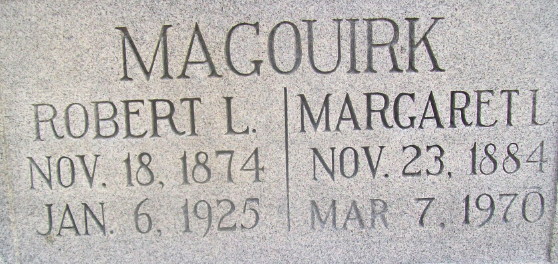 MAGOUIRK
ROBERT L.
NOV. 18, 1874
JAN. 6, 1925
MARGARET L
NOV. 23, 1884
MAR 7, 1970